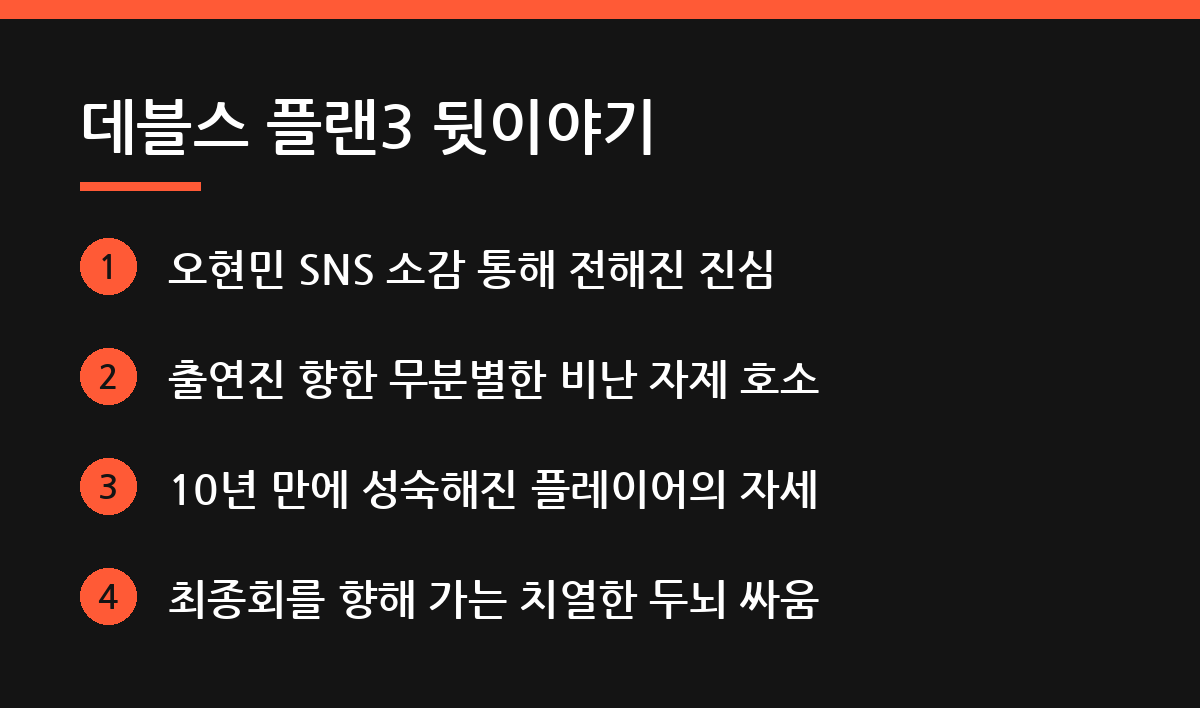 데블스 플랜3 뒷이야기
1 오현민 SNS 소감 통해 전해진 진심
2 출연진 향한 무분별한 비난 자제 호소
3 10년 만에 성숙해진 플레이어의 자세
4 최종회를 향해 가는 치열한 두뇌 싸움